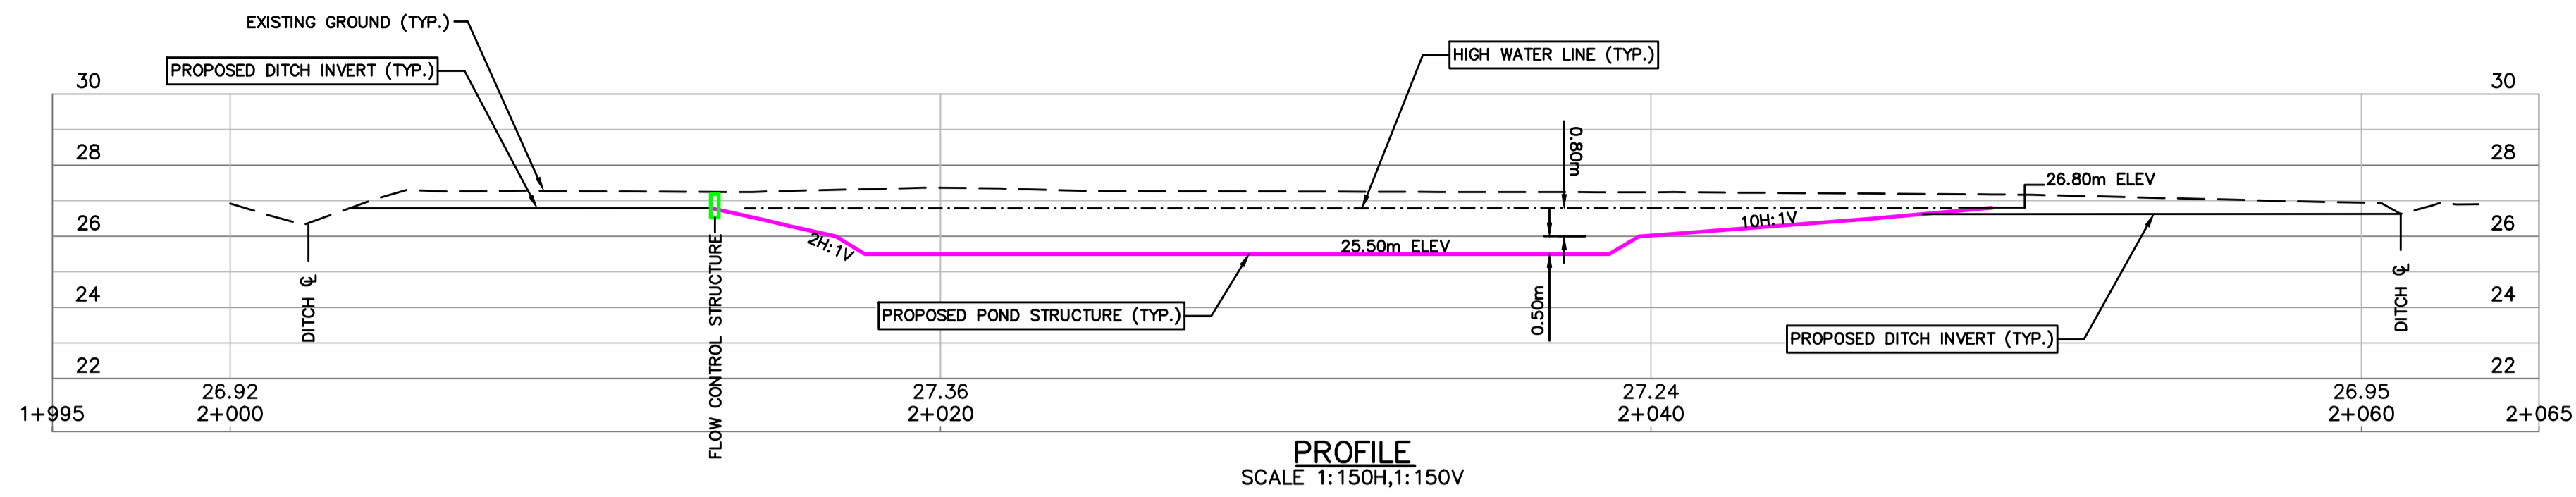 EXISTING GROUND (TYP.)
PROPOSED DITCH INVERT (TYP.)
HIGH WATER LINE (TYP.)
30
30
28
28
0.80m
26.80m ELEV
26
26
2H:1V
25.50m ELEV
10H:1V
24
24
DITCH ℄
FLOW CONTROL STRUCTURE
PROPOSED POND STRUCTURE (TYP.)
0.50m
PROPOSED DITCH INVERT (TYP.)
DITCH ℄
22
22
26.92
27.36
27.24
26.95
1+995
2+000
2+020
2+040
2+060
2+065
PROFILE
SCALE 1:150H,1:150V